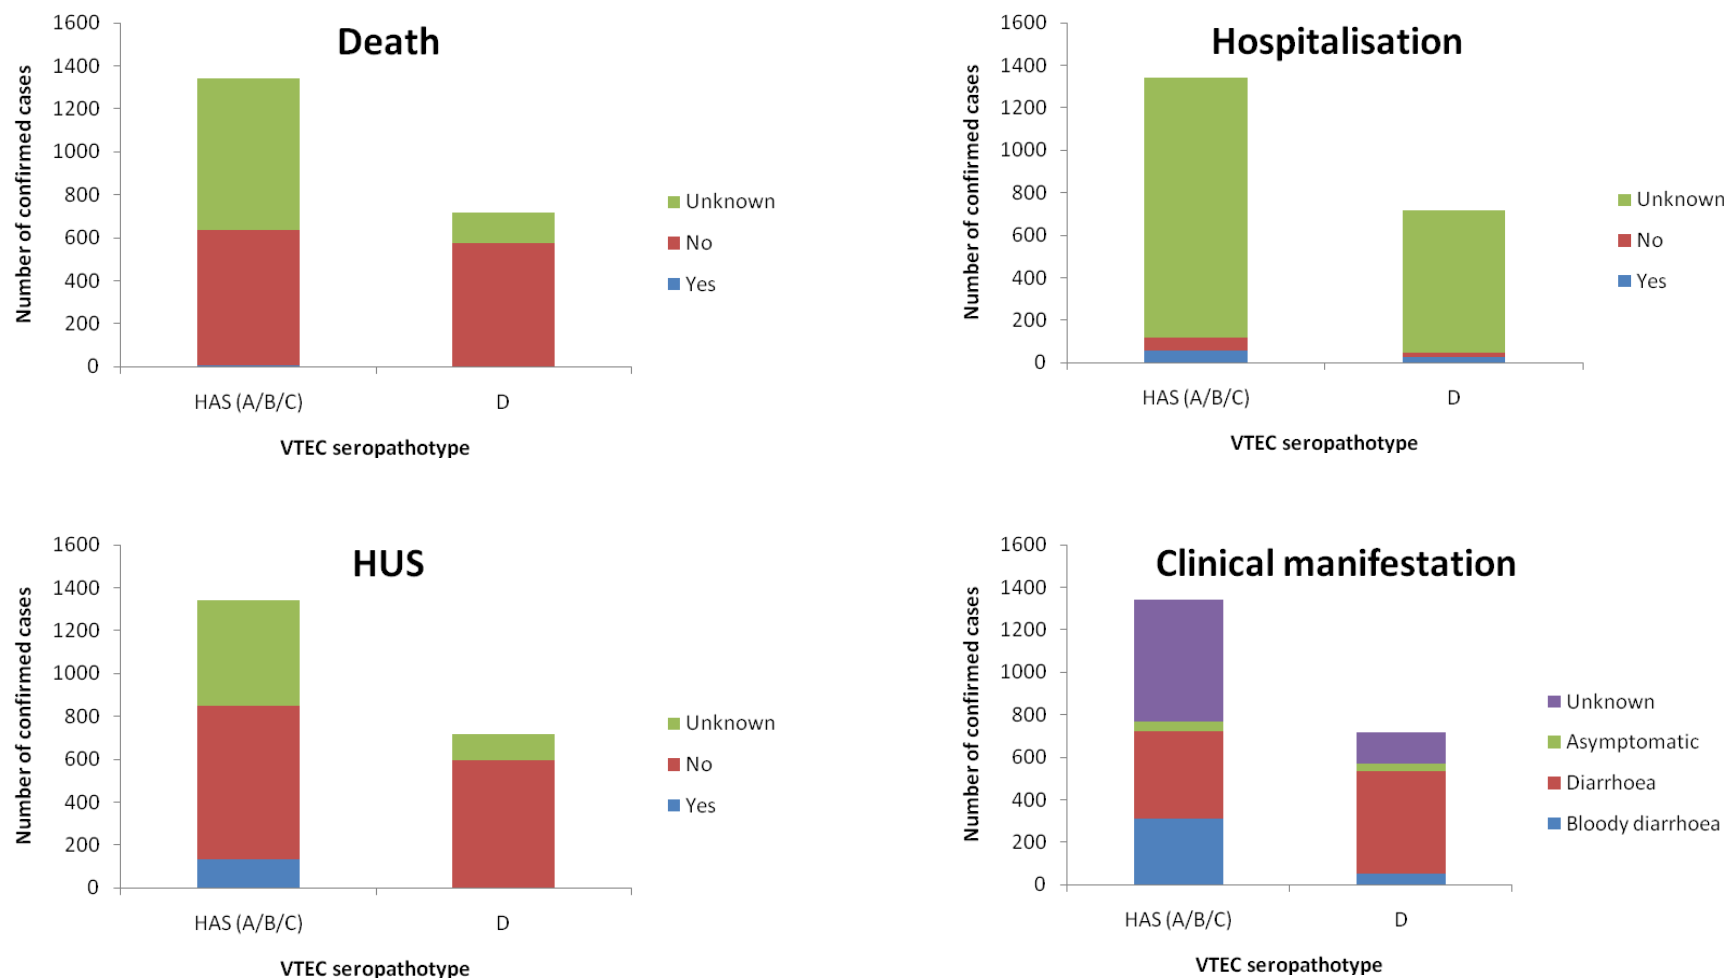 Death
Number of confirmed cases
1600
1400
1200
1000
800
600
400
200
0
HAS (A/B/C)
D
VTEC seropathotype
Unknown
No
Yes
Hospitalisation
Number of confirmed cases
1600
1400
1200
1000
800
600
400
200
0
HAS (A/B/C)
D
VTEC seropathotype
Unknown
No
Yes
HUS
Number of confirmed cases
1600
1400
1200
1000
800
600
400
200
0
HAS (A/B/C)
D
VTEC seropathotype
Unknown
No
Yes
Clinical manifestation
Number of confirmed cases
1600
1400
1200
1000
800
600
400
200
0
HAS (A/B/C)
D
VTEC seropathotype
Unknown
Asymptomatic
Diarrhoea
Bloody diarrhoea